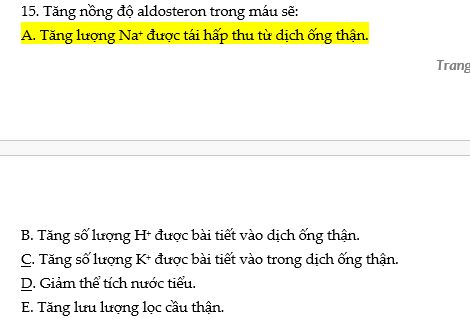 15. Tăng nồng độ aldosteron trong máu sẽ:
A. Tăng lượng Na⁺ được tái hấp thu từ dịch ống thận.
Trang
B. Tăng số lượng H⁺ được bài tiết vào dịch ống thận.
C. Tăng số lượng K⁺ được bài tiết vào trong dịch ống thận.
D. Giảm thể tích nước tiểu.
E. Tăng lưu lượng lọc cầu thận.